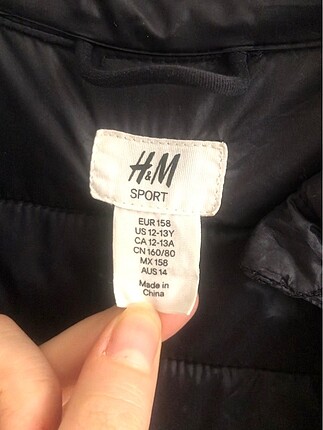 H&M
SPORT
EUR 158
US 12-13Y
CA 12-13A
CN 160/80
MX 158
AUS 14
Made in
China